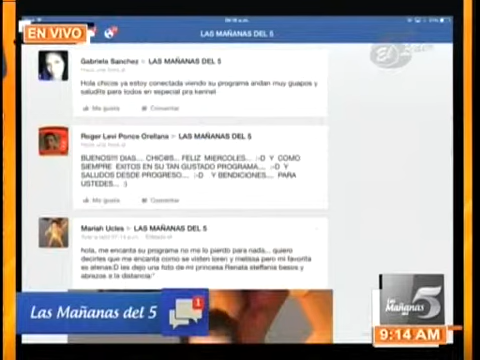 EN VIVO
LAS MAÑANAS DEL 5
Gabriela Sanchez ▸ LAS MAÑANAS DEL 5
Hola chicos ya estoy conectada viendo su programa andan muy guapos y
saludits para todos en especial pra kennel
Me gusta Comentar
Roger Levi Ponce Orellana ▸ LAS MAÑANAS DEL 5
BUENOS!!! DIAS.... CHIC@S... FELIZ MIERCOLES... :-D Y COMO
SIEMPRE EXITOS EN SU TAN GUSTADO PROGRAMA.... :-D Y
SALUDOS DESDE PROGRESO.... :-D Y BENDICIONES.... PARA
USTEDES... :)
Me gusta Comentar
Mariah Ucles ▸ LAS MAÑANAS DEL 5
hola, me encanta su programa no me lo pierdo para nada... quiero
decirles que me encanta como se visten loren y melissa pero mi favorita
es atenas:D les dejo una foto de mi princesa Renata steffania besos y
abrazos a la distancia:*
Las Mañanas del 5
1
Las
Mañanas
del 5
9:14 AM